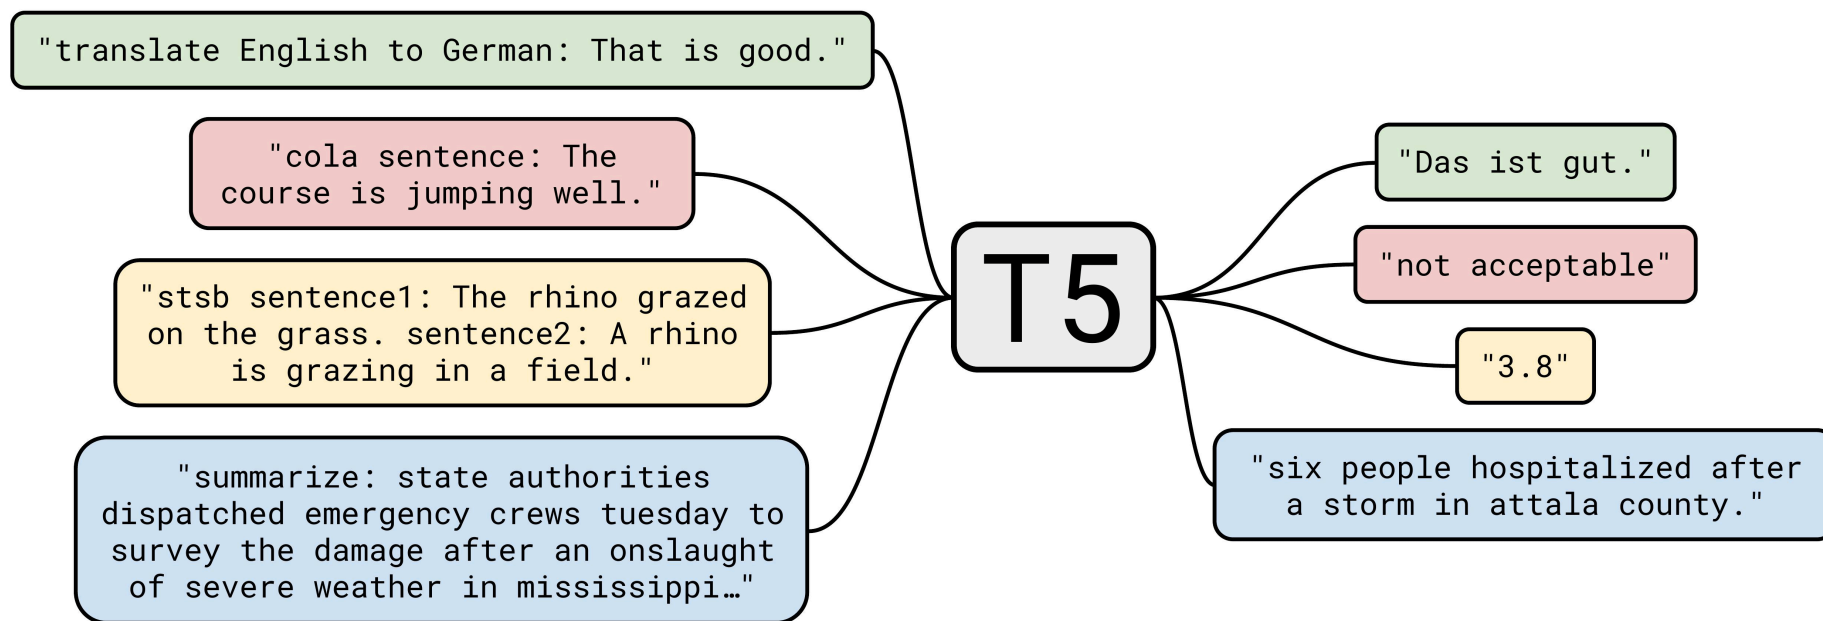 "translate English to German: That is good."
"cola sentence: The
course is jumping well."
"stsb sentence1: The rhino grazed
on the grass. sentence2: A rhino
is grazing in a field."
"summarize: state authorities
dispatched emergency crews tuesday to
survey the damage after an onslaught
of severe weather in mississippi…"
T5
"Das ist gut."
"not acceptable"
"3.8"
"six people hospitalized after
a storm in attala county."